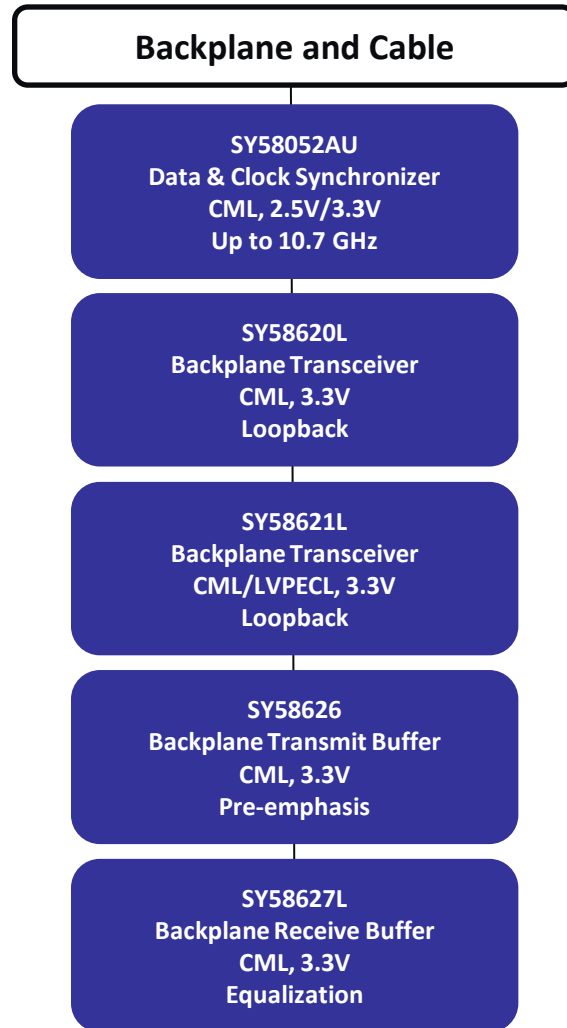 Backplane and Cable
SY58052AU
Data & Clock Synchronizer
CML, 2.5V/3.3V
Up to 10.7 GHz
SY58620L
Backplane Transceiver
CML, 3.3V
Loopback
SY58621L
Backplane Transceiver
CML/LVPECL, 3.3V
Loopback
SY58626
Backplane Transmit Buffer
CML, 3.3V
Pre-emphasis
SY58627L
Backplane Receive Buffer
CML, 3.3V
Equalization